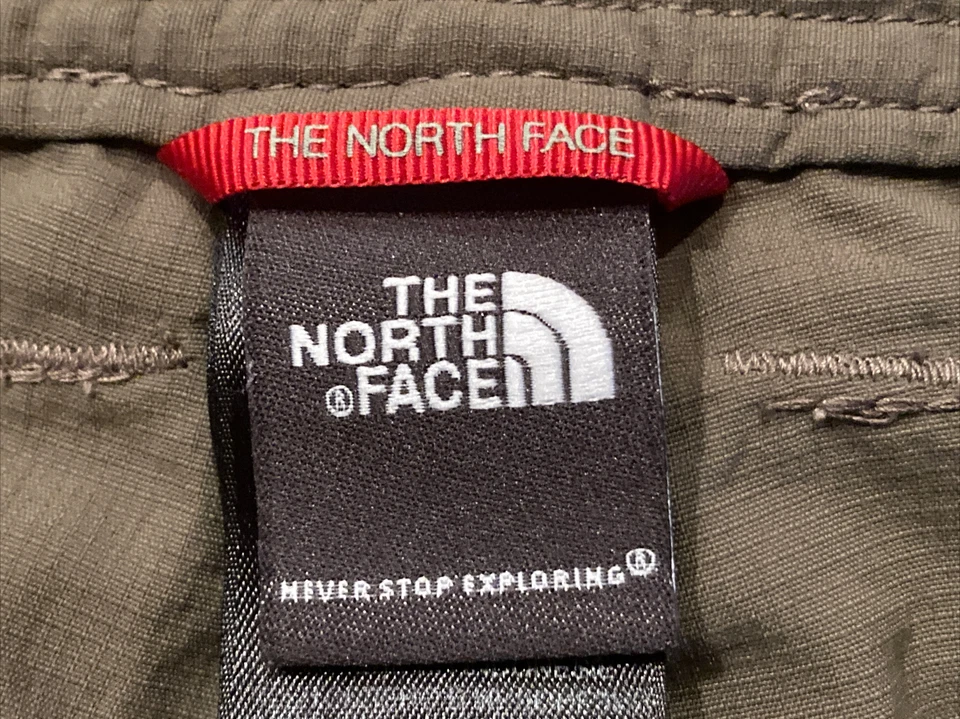 THE NORTH FACE
THE
NORTH
®FACE
NEVER STOP EXPLORING®